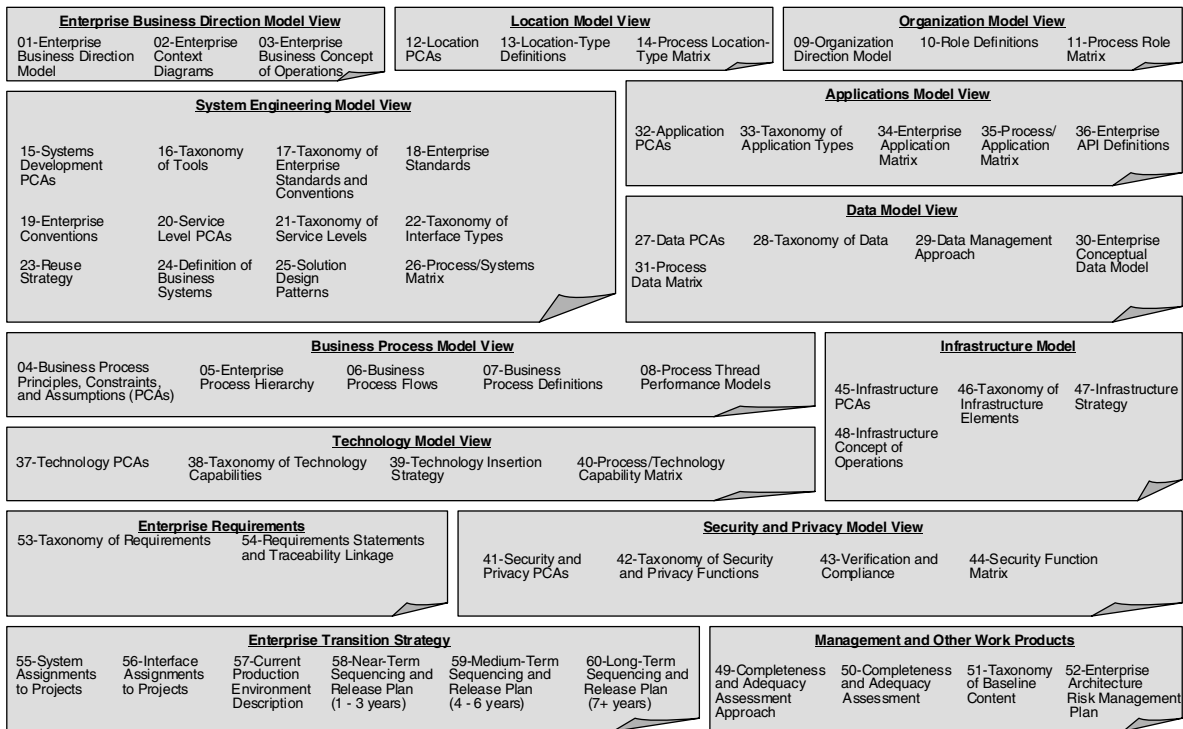 Enterprise Business Direction Model View
01-Enterprise
Business Direction
Model
02-Enterprise
Context
Diagrams
03-Enterprise
Business Concept
of Operations
Location Model View
12-Location
PCAs
13-Location-Type
Definitions
14-Process Location-
Type Matrix
Organization Model View
09-Organization
Direction Model
10-Role Definitions
11-Process Role
Matrix
System Engineering Model View
15-Systems
Development
PCAs
16-Taxonomy
of Tools
17-Taxonomy of
Enterprise
Standards and
Conventions
18-Enterprise
Standards
19-Enterprise
Conventions
20-Service
Level PCAs
21-Taxonomy of
Service Levels
22-Taxonomy of
Interface Types
23-Reuse
Strategy
24-Definition of
Business
Systems
25-Solution
Design
Patterns
26-Process/Systems
Matrix
Applications Model View
32-Application
PCAs
33-Taxonomy of
Application Types
34-Enterprise
Application
Matrix
35-Process/
Application
Matrix
36-Enterprise
API Definitions
Data Model View
27-Data PCAs
28-Taxonomy of Data
29-Data Management
Approach
30-Enterprise
Conceptual
Data Model
31-Process
Data Matrix
Business Process Model View
04-Business Process
Principles, Constraints,
and Assumptions (PCAs)
05-Enterprise
Process Hierarchy
06-Business
Process Flows
07-Business
Process Definitions
08-Process Thread
Performance Models
Infrastructure Model
45-Infrastructure
PCAs
46-Taxonomy of
Infrastructure
Elements
47-Infrastructure
Strategy
48-Infrastructure
Concept of
Operations
Technology Model View
37-Technology PCAs
38-Taxonomy of Technology
Capabilities
39-Technology Insertion
Strategy
40-Process/Technology
Capability Matrix
Enterprise Requirements
53-Taxonomy of Requirements
54-Requirements Statements
and Traceability Linkage
Security and Privacy Model View
41-Security and
Privacy PCAs
42-Taxonomy of Security
and Privacy Functions
43-Verification and
Compliance
44-Security Function
Matrix
Enterprise Transition Strategy
55-System
Assignments
to Projects
56-Interface
Assignments
to Projects
57-Current
Production
Environment
Description
58-Near-Term
Sequencing and
Release Plan
(1 - 3 years)
59-Medium-Term
Sequencing and
Release Plan
(4 - 6 years)
60-Long-Term
Sequencing and
Release Plan
(7+ years)
Management and Other Work Products
49-Completeness
and Adequacy
Assessment
Approach
50-Completeness
and Adequacy
Assessment
51-Taxonomy
of Baseline
Content
52-Enterprise
Architecture
Risk Management
Plan